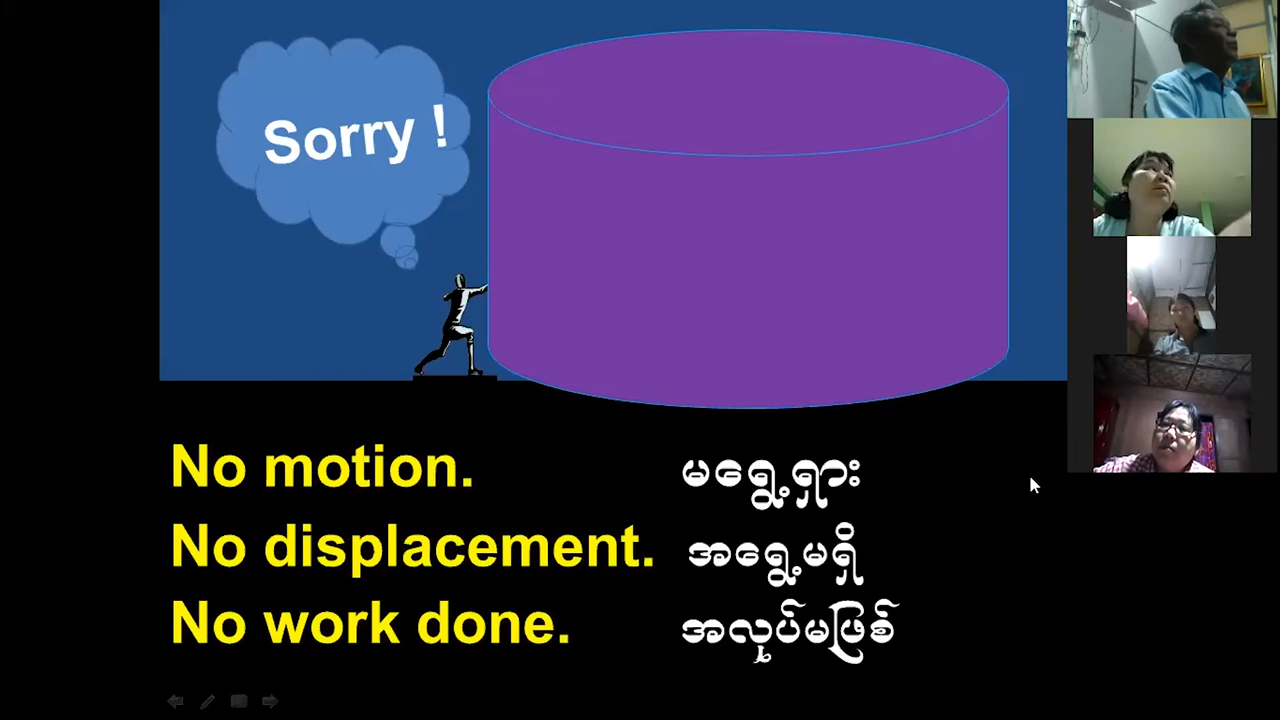 Sorry !
No motion. မရွေ့ရှား
No displacement. အရွေ့မရှိ
No work done. အလုပ်မဖြစ်